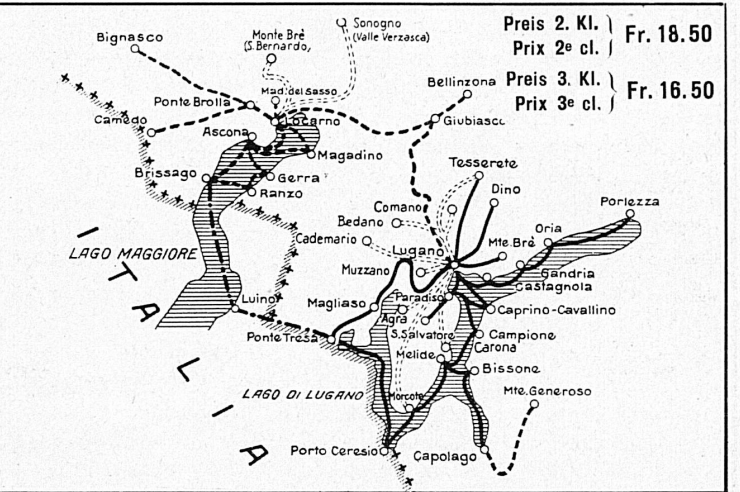 Preis 2. Kl.
Prix 2e cl.
Fr. 18.50
Preis 3. Kl.
Prix 3e cl.
Fr. 16.50
Sonogno
(Valle Verzasca)
Monte Brè
(S. Bernardo,
Bignasco
Mad. del Sasso
Bellinzona
Ponte Brolla
Camedo
Locarno
Giubiasco
Ascona
Magadino
Tesserete
Brissago
Gerra
Dino
Ranzo
Comano
Porlezza
Bedano
Oria
Cademario
Mte. Brè
Lugano
LAGO MAGGIORE
Muzzano
Gandria
Castagnola
Luino
Magliaso
Paradiso
Agra
Caprino-Cavallino
S. Salvatore
Ponte Tresa
Campione
Carona
Melide
Bissone
LAGO DI LUGANO
Morcote
Mte. Generoso
Porto Ceresio
Capolago
ITALIA